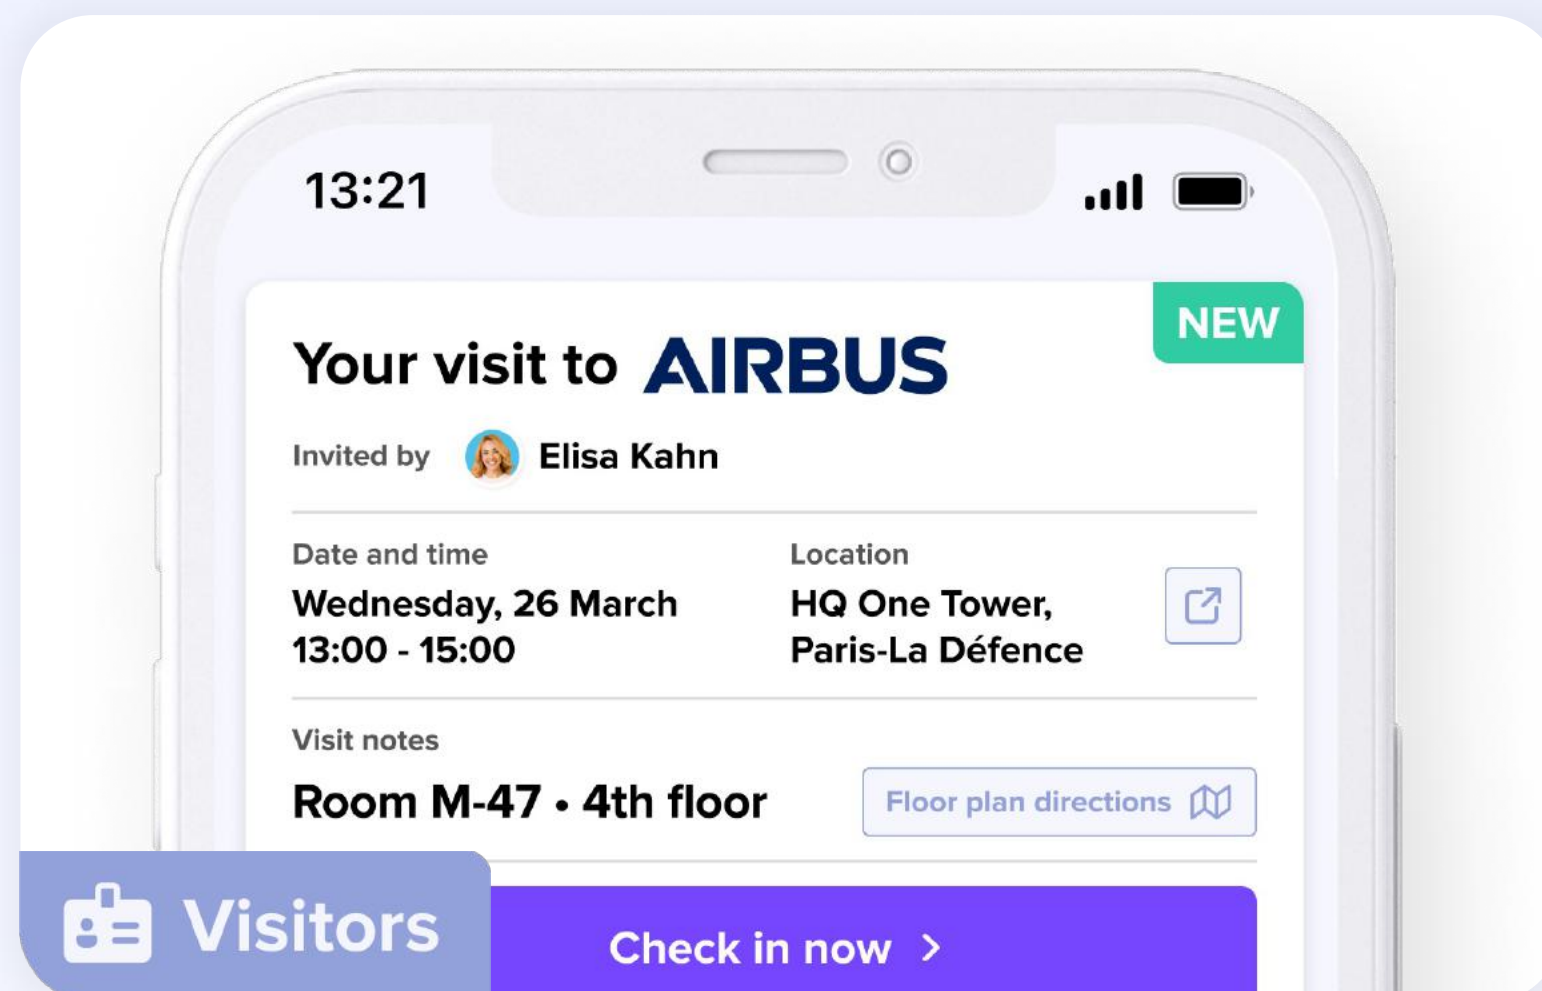 13:21
NEW
Your visit to AIRBUS
Invited by Elisa Kahn
Date and time
Wednesday, 26 March
13:00 - 15:00
Location
HQ One Tower,
Paris-La Défence
Visit notes
Room M-47 • 4th floor
Floor plan directions
Visitors
Check in now >